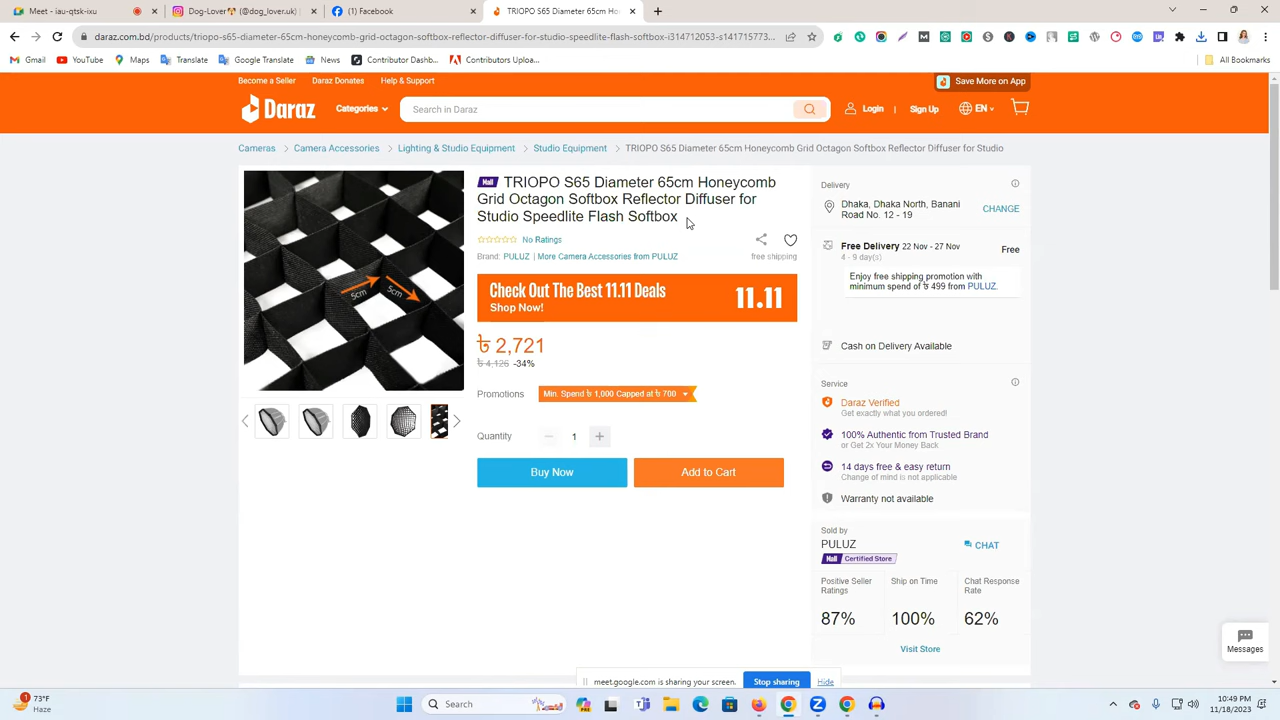 Meet - iau-qtsk-ixu
Instagram • Dog-Lover🐶 (@dog_lover.uk) |
(1) Facebook
TRIOPO S65 Diameter 65cm Ho
daraz.com.bd/products/triopo-s65-diameter-65cm-honeycomb-grid-octagon-softbox-reflector-diffuser-for-studio-speedlite-flash-softbox-i314712053-s141715773...
Gmail
YouTube
Maps
Translate
Google Translate
News
Contributor Dashb...
Contributors Uploa...
All Bookmarks
Become a Seller
Daraz Donates
Help & Support
Save More on App
Daraz
Categories
Search in Daraz
Login | Sign Up
EN
Cameras > Camera Accessories > Lighting & Studio Equipment > Studio Equipment > TRIOPO S65 Diameter 65cm Honeycomb Grid Octagon Softbox Reflector Diffuser for Studio
5cm 5cm
Mall TRIOPO S65 Diameter 65cm Honeycomb
Grid Octagon Softbox Reflector Diffuser for
Studio Speedlite Flash Softbox
No Ratings
Brand: PULUZ | More Camera Accessories from PULUZ
free shipping
Check Out The Best 11.11 Deals
Shop Now!
11.11
৳ 2,721
৳ 4,126 -34%
Promotions
Min. Spend ৳ 1,000 Capped at ৳ 700
Quantity
1
Buy Now
Add to Cart
Delivery
Dhaka, Dhaka North, Banani
Road No. 12 - 19
CHANGE
Free Delivery 22 Nov - 27 Nov
Free
4 - 9 day(s)
Enjoy free shipping promotion with
minimum spend of ৳ 499 from PULUZ.
Cash on Delivery Available
Service
Daraz Verified
Get exactly what you ordered!
100% Authentic from Trusted Brand
or Get 2x Your Money Back
14 days free & easy return
Change of mind is not applicable
Warranty not available
Sold by
PULUZ
CHAT
Mall Certified Store
Positive Seller
Ratings
Ship on Time
Chat Response
Rate
87%
100%
62%
Visit Store
Messages
meet.google.com is sharing your screen.
Stop sharing
Hide
1
73°F
Haze
Search
10:49 PM
11/18/2023